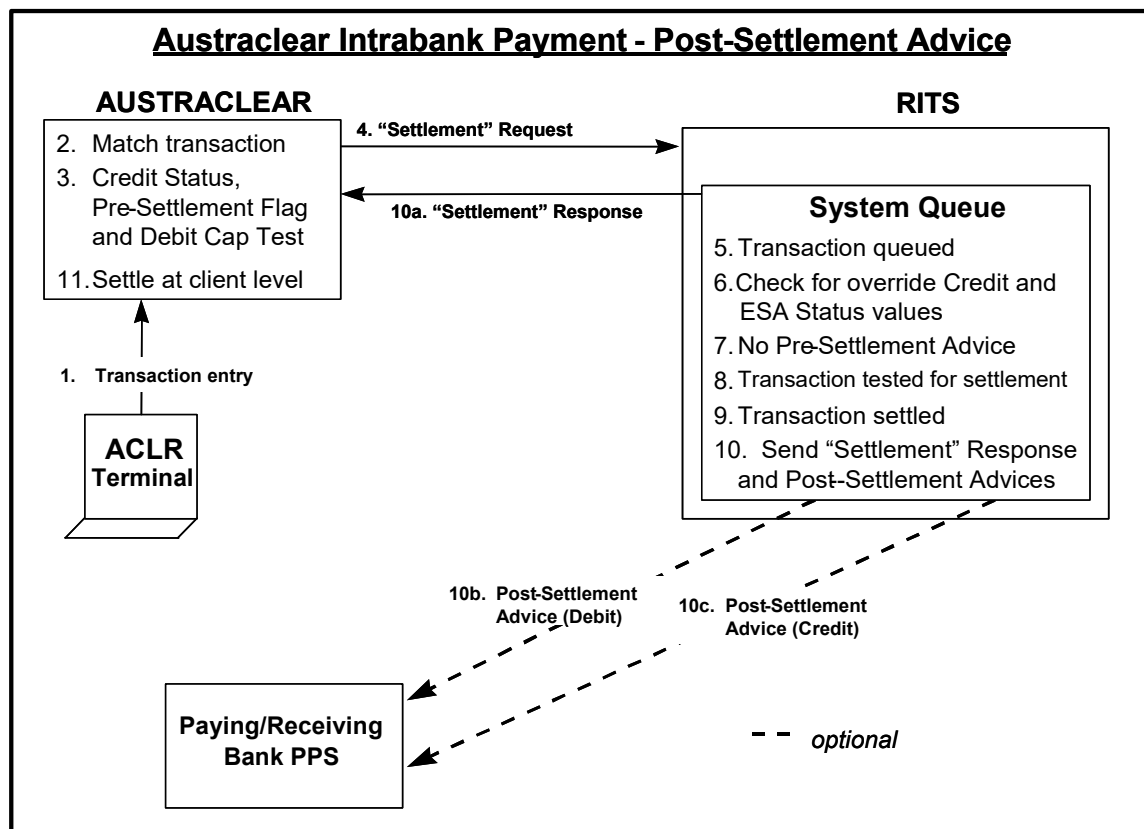 Austraclear Intrabank Payment - Post-Settlement Advice
AUSTRACLEAR
RITS
2. Match transaction
3. Credit Status,
Pre-Settlement Flag
and Debit Cap Test
11. Settle at client level
4. “Settlement” Request
10a. “Settlement” Response
System Queue
5. Transaction queued
6. Check for override Credit and
ESA Status values
7. No Pre-Settlement Advice
8. Transaction tested for settlement
9. Transaction settled
10. Send “Settlement” Response
and Post--Settlement Advices
1. Transaction entry
ACLR
Terminal
10b. Post-Settlement
Advice (Debit)
10c. Post-Settlement
Advice (Credit)
Paying/Receiving
Bank PPS
optional